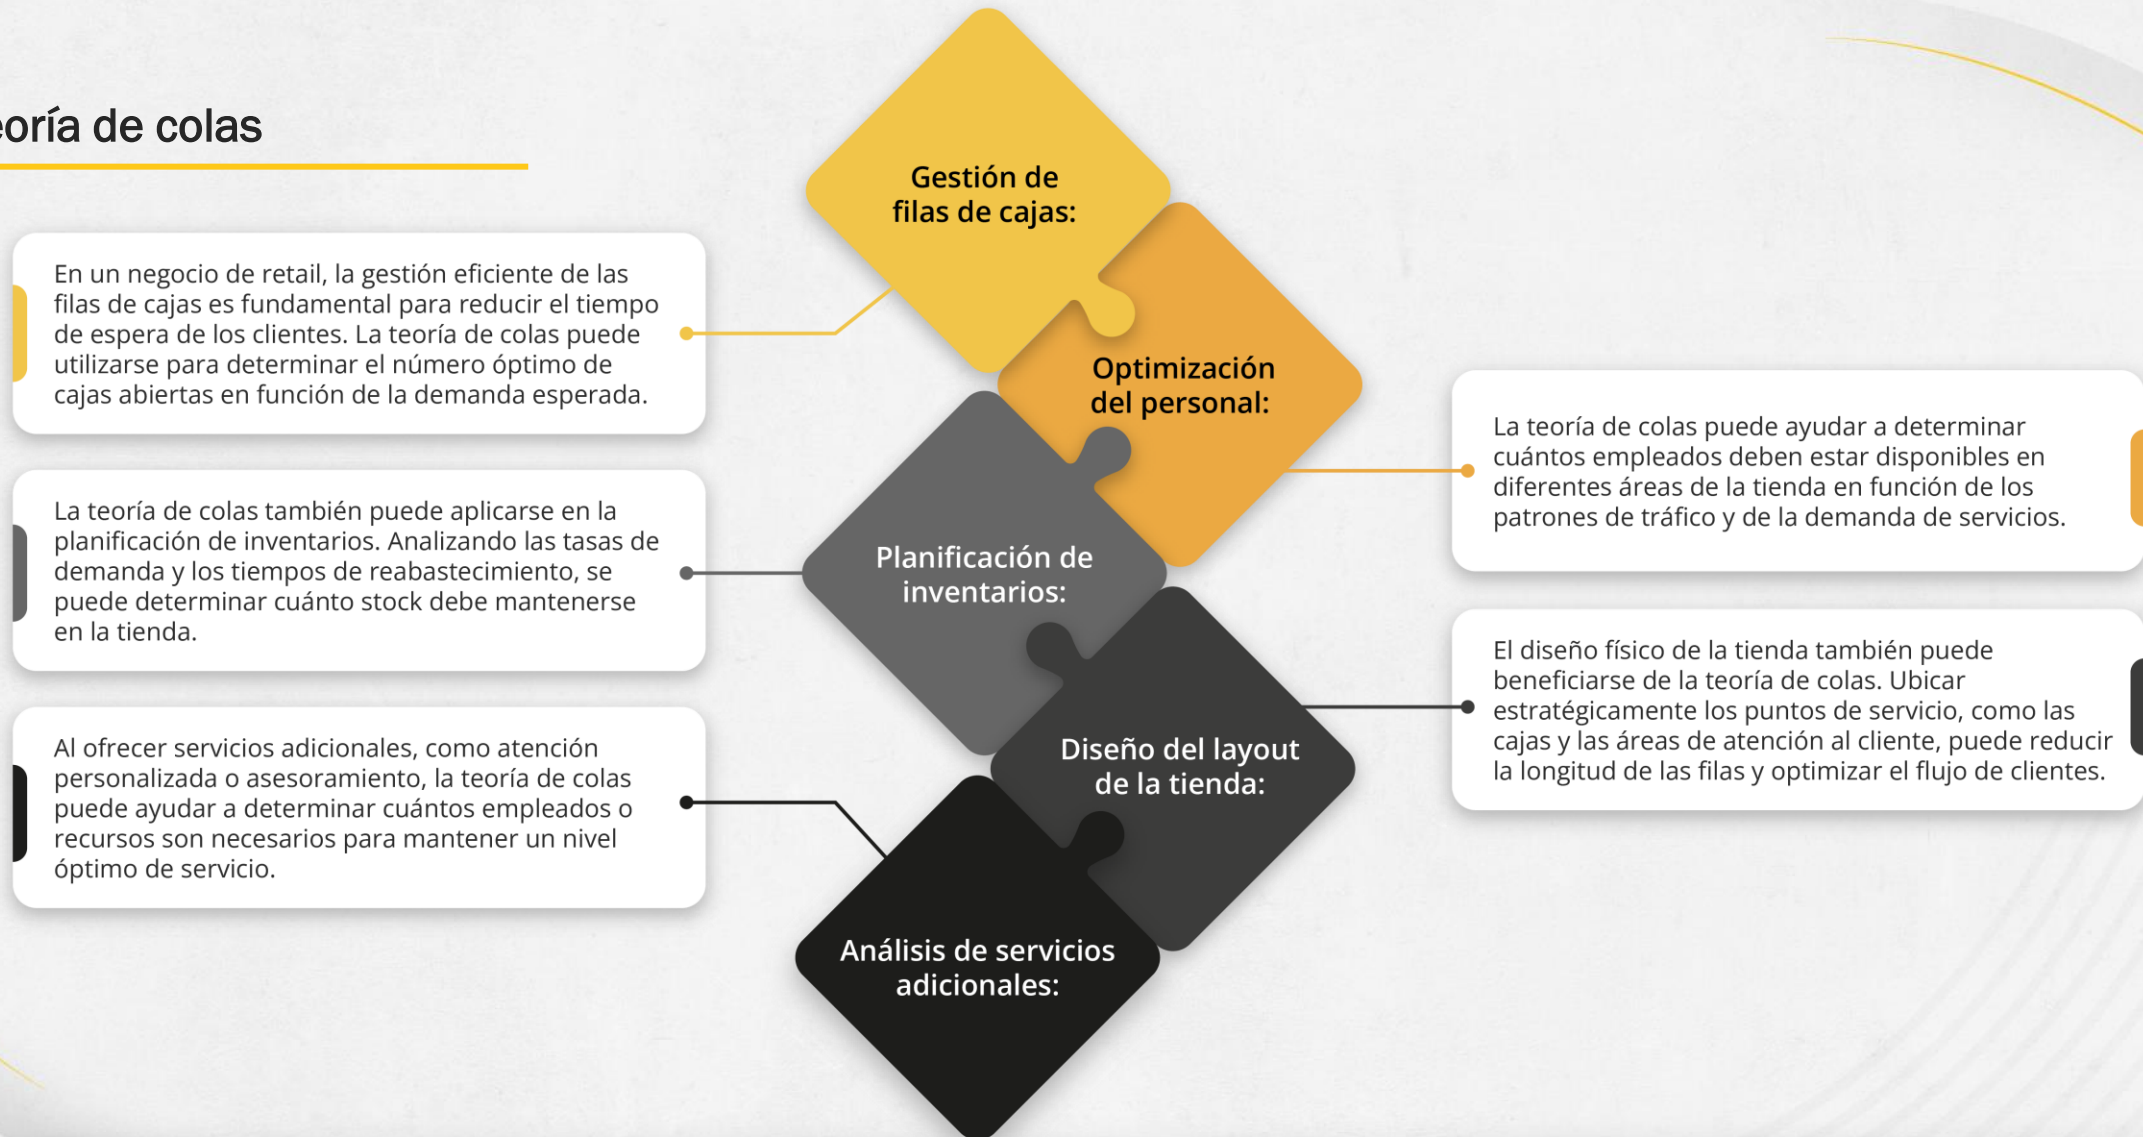 oría de colas
Gestión de
filas de cajas:
En un negocio de retail, la gestión eficiente de las
filas de cajas es fundamental para reducir el tiempo
de espera de los clientes. La teoría de colas puede
utilizarse para determinar el número óptimo de
cajas abiertas en función de la demanda esperada.
Optimización
del personal:
La teoría de colas puede ayudar a determinar
cuántos empleados deben estar disponibles en
diferentes áreas de la tienda en función de los
patrones de tráfico y de la demanda de servicios.
Planificación de
inventarios:
La teoría de colas también puede aplicarse en la
planificación de inventarios. Analizando las tasas de
demanda y los tiempos de reabastecimiento, se
puede determinar cuánto stock debe mantenerse
en la tienda.
Diseño del layout
de la tienda:
El diseño físico de la tienda también puede
beneficiarse de la teoría de colas. Ubicar
estratégicamente los puntos de servicio, como las
cajas y las áreas de atención al cliente, puede reducir
la longitud de las filas y optimizar el flujo de clientes.
Análisis de servicios
adicionales:
Al ofrecer servicios adicionales, como atención
personalizada o asesoramiento, la teoría de colas
puede ayudar a determinar cuántos empleados o
recursos son necesarios para mantener un nivel
óptimo de servicio.